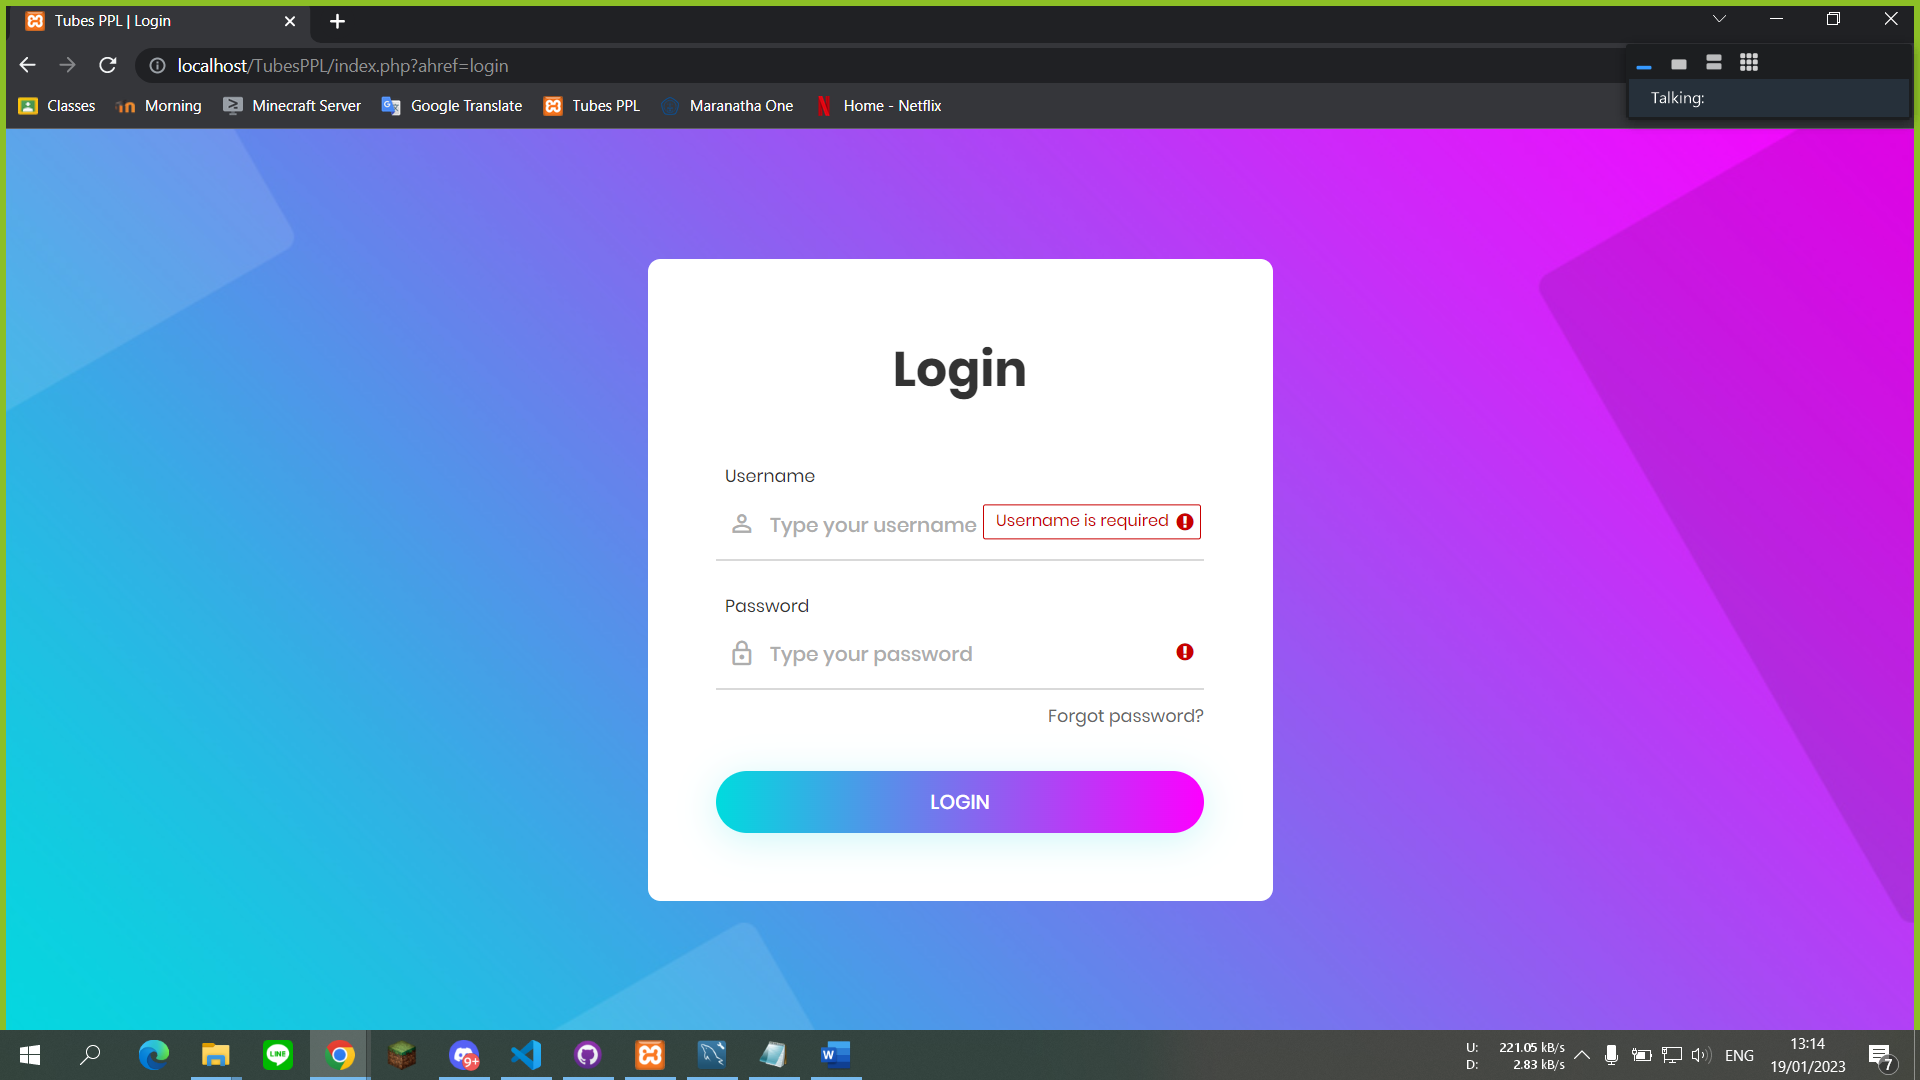 Tubes PPL | Login
localhost/TubesPPL/index.php?ahref=login
Classes
Morning
Minecraft Server
Google Translate
Tubes PPL
Maranatha One
Home - Netflix
Talking:
Login
Username
Type your username
Username is required
Password
Type your password
Forgot password?
LOGIN
LINE
9+
W
U: 221.05 kB/s
D: 2.83 kB/s
ENG
13:14
19/01/2023
7